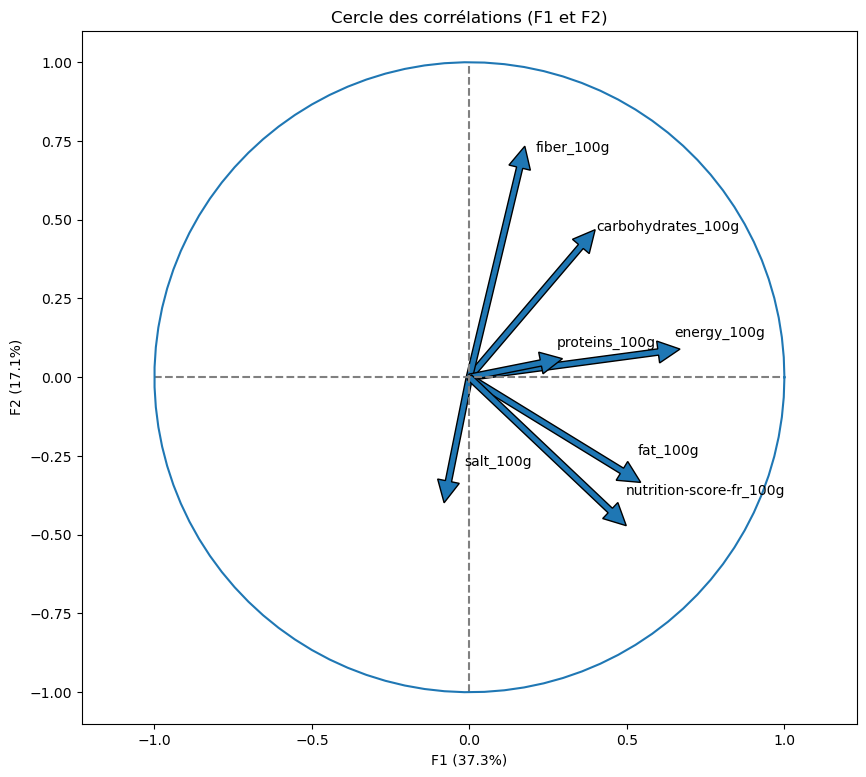 Cercle des corrélations (F1 et F2)
1.00
0.75
0.50
0.25
0.00
−0.25
−0.50
−0.75
−1.00
F2 (17.1%)
fiber_100g
carbohydrates_100g
energy_100g
proteins_100g
fat_100g
salt_100g
nutrition-score-fr_100g
−1.0
−0.5
0.0
0.5
1.0
F1 (37.3%)